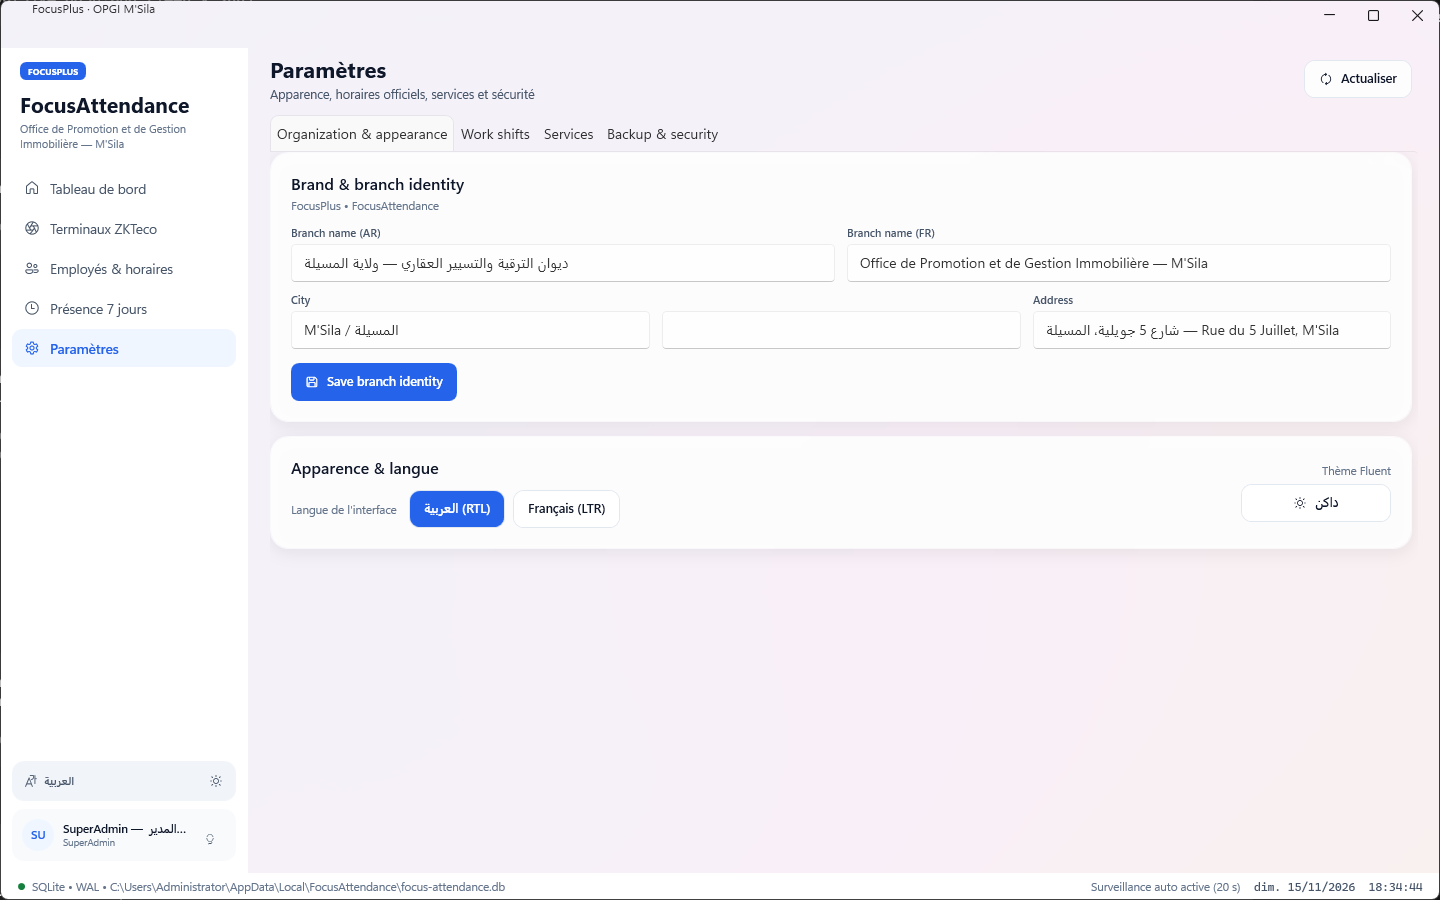 FocusPlus · OPGI M'Sila
FOCUSPLUS
FocusAttendance
Office de Promotion et de Gestion
Immobilière — M'Sila
Tableau de bord
Terminaux ZKTeco
Employés & horaires
Présence 7 jours
Paramètres
العربية
SU
SuperAdmin — المدير...
SuperAdmin
Paramètres
Apparence, horaires officiels, services et sécurité
Actualiser
Organization & appearance
Work shifts
Services
Backup & security
Brand & branch identity
FocusPlus • FocusAttendance
Branch name (AR)
ديوان الترقية والتسيير العقاري — ولاية المسيلة
Branch name (FR)
Office de Promotion et de Gestion Immobilière — M'Sila
City
M'Sila / المسيلة
Address
شارع 5 جويلية، المسيلة — Rue du 5 Juillet, M'Sila
Save branch identity
Apparence & langue
Langue de l'interface
العربية (RTL)
Français (LTR)
Thème Fluent
داكن
SQLite • WAL • C:\Users\Administrator\AppData\Local\FocusAttendance\focus-attendance.db
Surveillance auto active (20 s)
dim. 15/11/2026
18:34:44